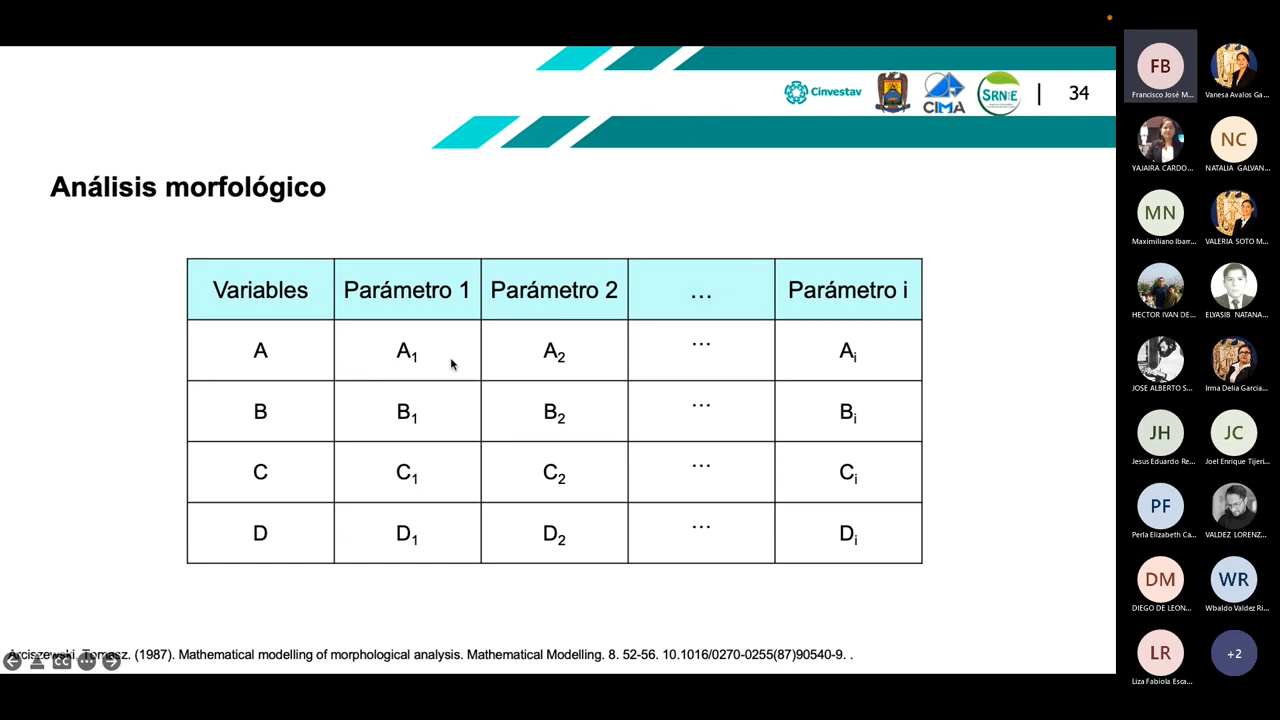 Cinvestav
CIMA
SRNyE
34
Análisis morfológico
Variables Parámetro 1 Parámetro 2 ... Parámetro i
A A1 A2 ... Ai
B B1 B2 ... Bi
C C1 C2 ... Ci
D D1 D2 ... Di
Arciszewski, Tomasz. (1987). Mathematical modelling of morphological analysis. Mathematical Modelling. 8. 52-56. 10.1016/0270-0255(87)90540-9. .
CC
FB
Francisco José M... Vanesa Avalos Ga...
NC
YAJAIRA CARDO... NATALIA GALVAN...
MN
Maximiliano Ibarr... VALERIA SOTO M...
HECTOR IVAN DE... ELYASIB NATANA...
JOSE ALBERTO S... Irma Delia Garcia...
JH JC
Jesus Eduardo Re... Joel Enrique Tijeri...
PF
Perla Elizabeth Ca... VALDEZ LORENZ...
DM WR
DIEGO DE LEON... Wbaldo Valdez Ri...
LR +2
Liza Fabiola Esca...